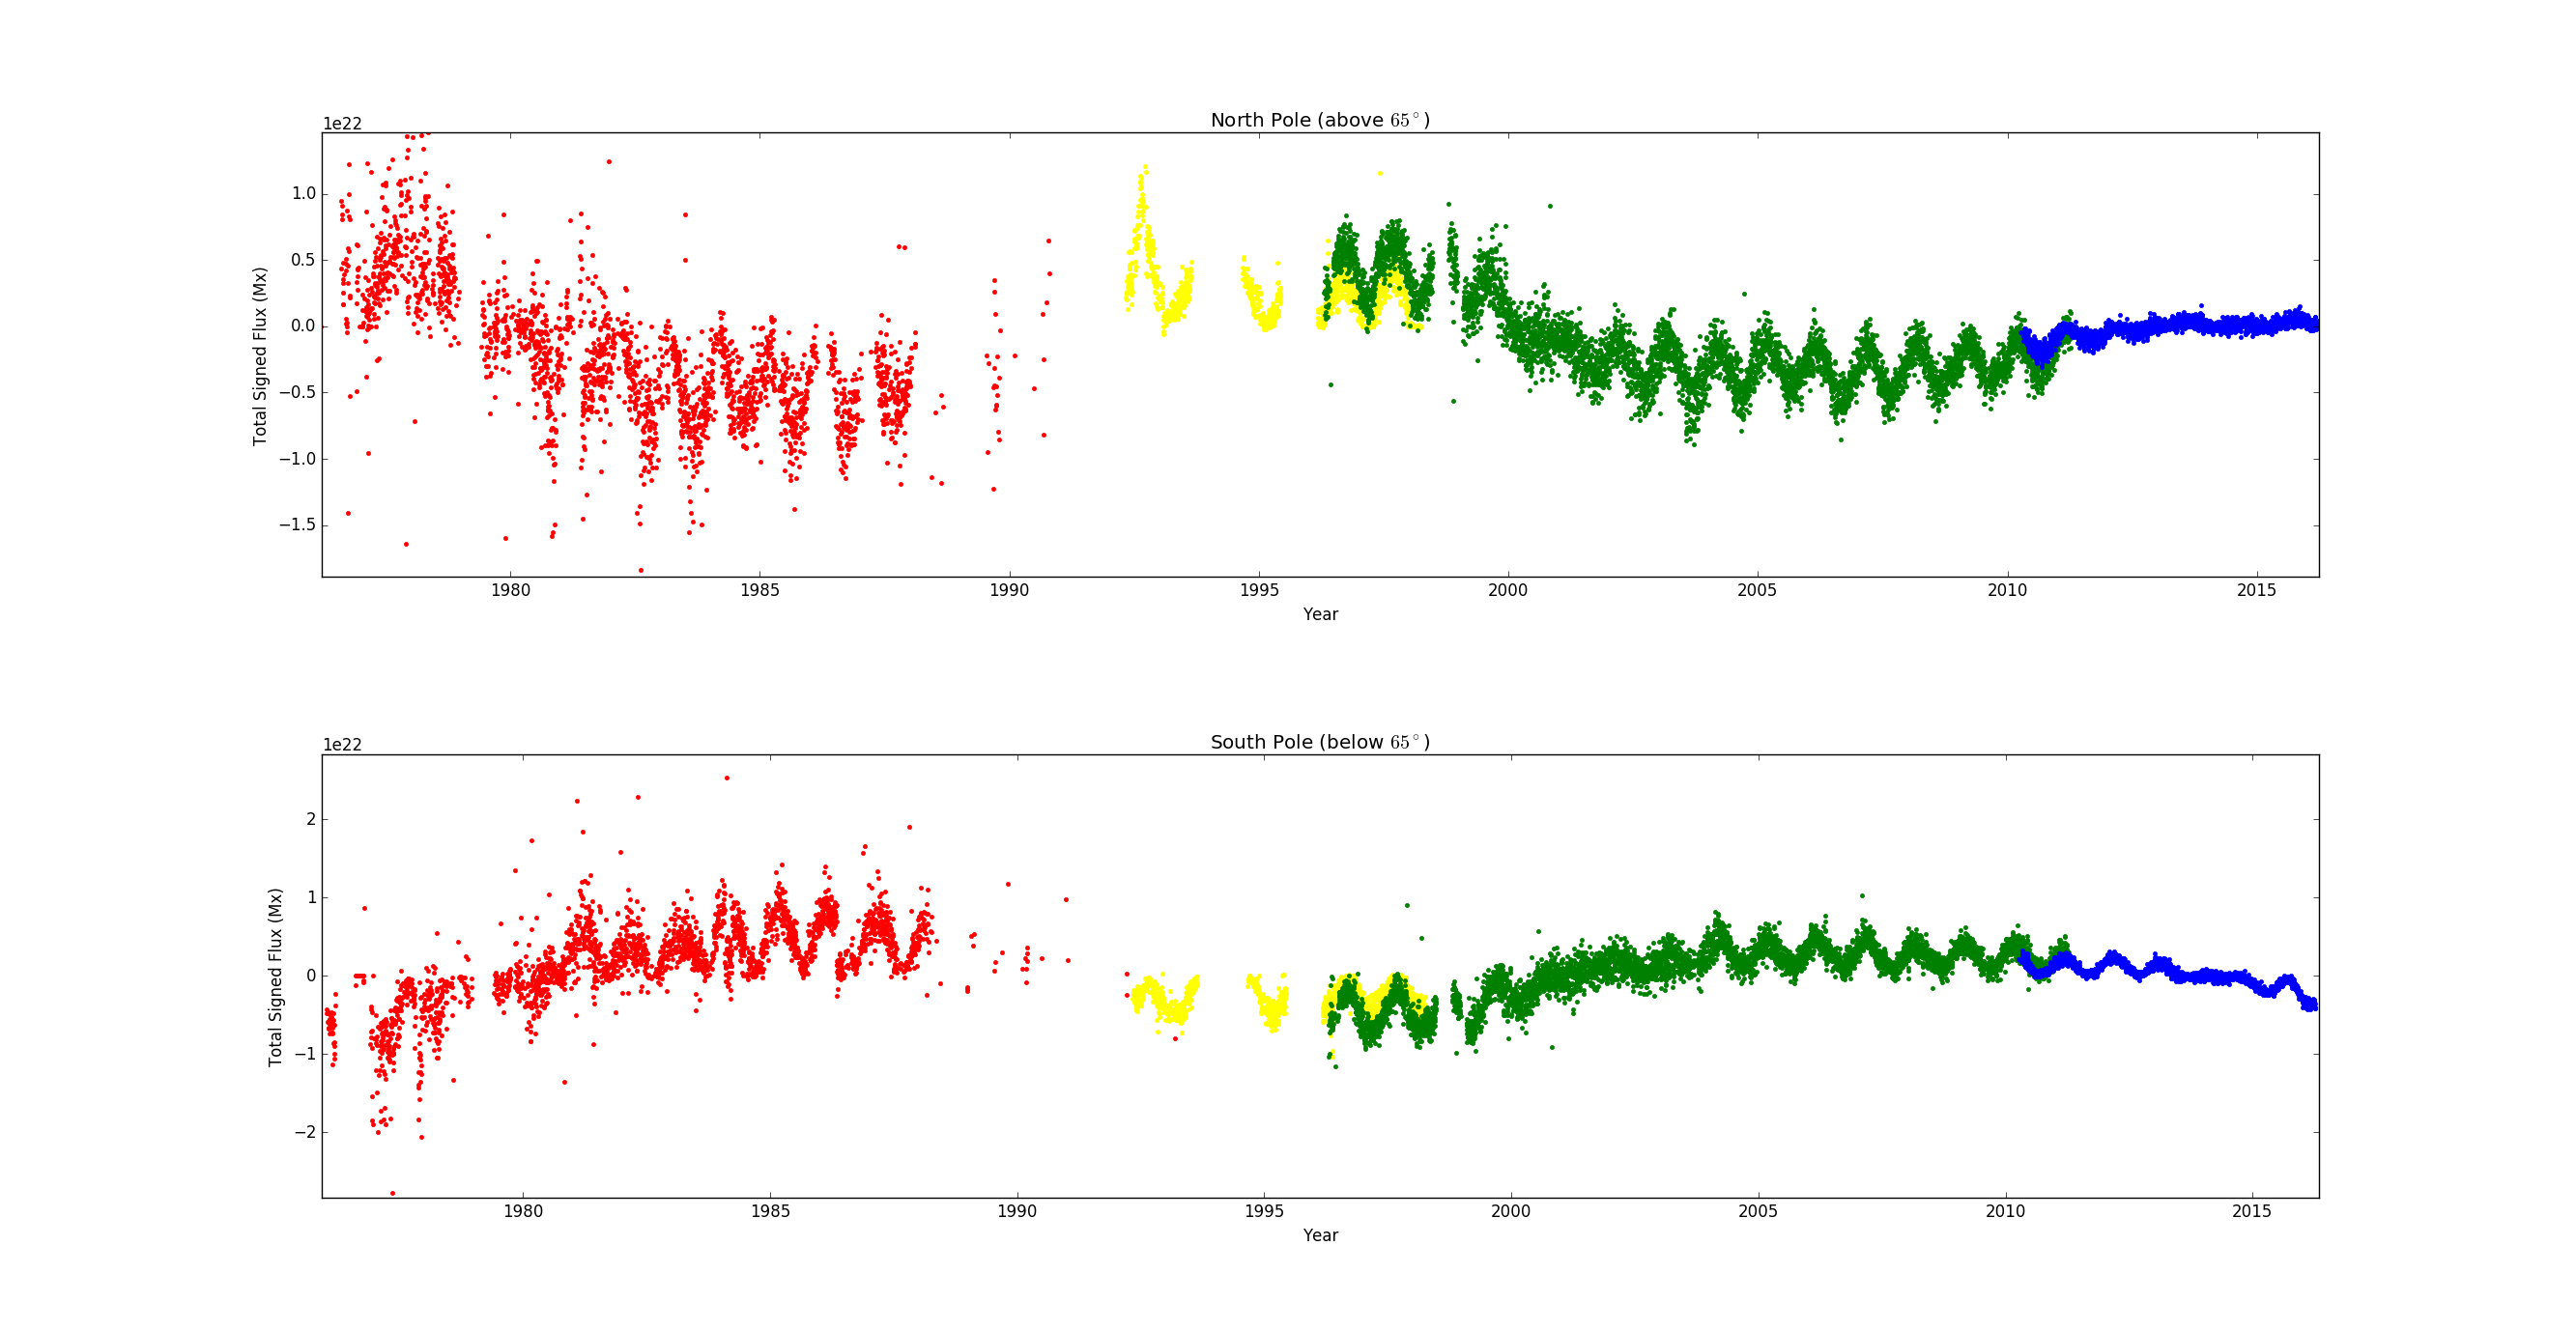 North Pole (above 65°)
1e22
1.0
0.5
0.0
−0.5
−1.0
−1.5
Total Signed Flux (Mx)
1980 1985 1990 1995 2000 2005 2010 2015
Year
South Pole (below 65°)
1e22
2
1
0
−1
−2
Total Signed Flux (Mx)
1980 1985 1990 1995 2000 2005 2010 2015
Year